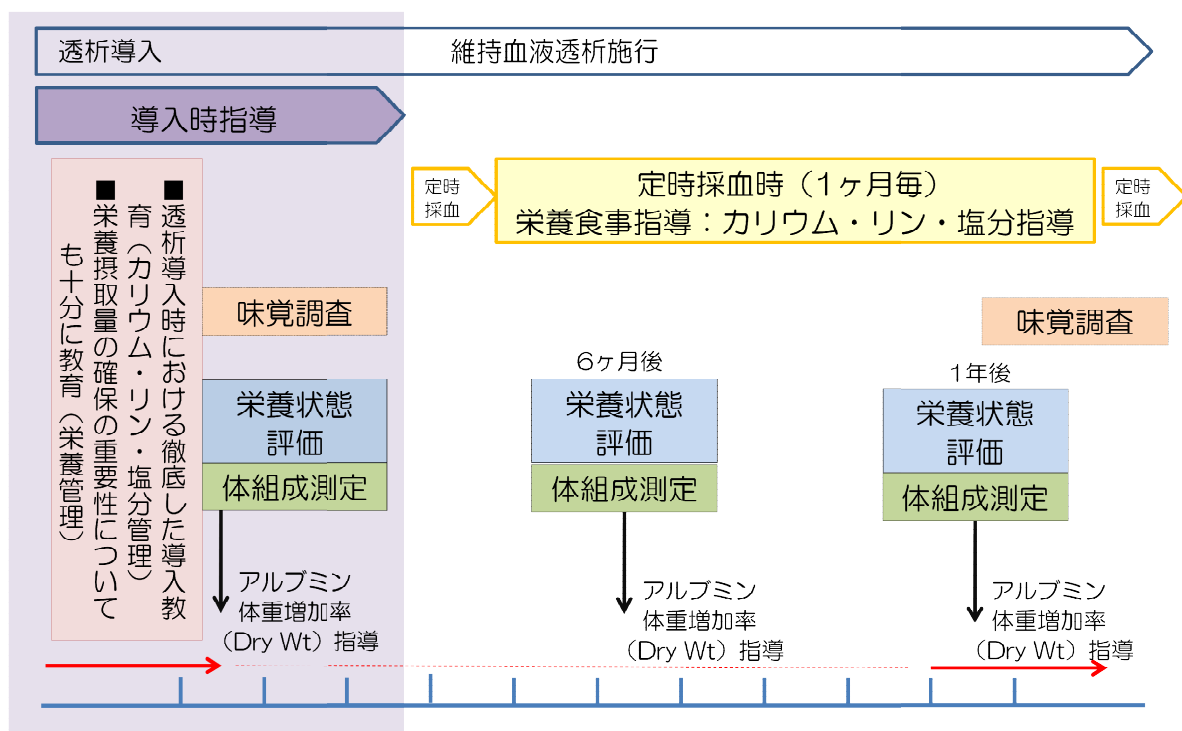 透析導入
維持血液透析施行
導入時指導
■透析導入時における徹底した導入教
育（カリウム・リン・塩分管理）
■栄養摂取量の確保の重要性について
も十分に教育（栄養管理）
定時
採血
定時採血時（1ヶ月毎）
栄養食事指導：カリウム・リン・塩分指導
定時
採血
味覚調査
味覚調査
栄養状態
評価
体組成測定
6ヶ月後
栄養状態
評価
体組成測定
1年後
栄養状態
評価
体組成測定
アルブミン
体重増加率
（Dry Wt）指導
アルブミン
体重増加率
（Dry Wt）指導
アルブミン
体重増加率
（Dry Wt）指導